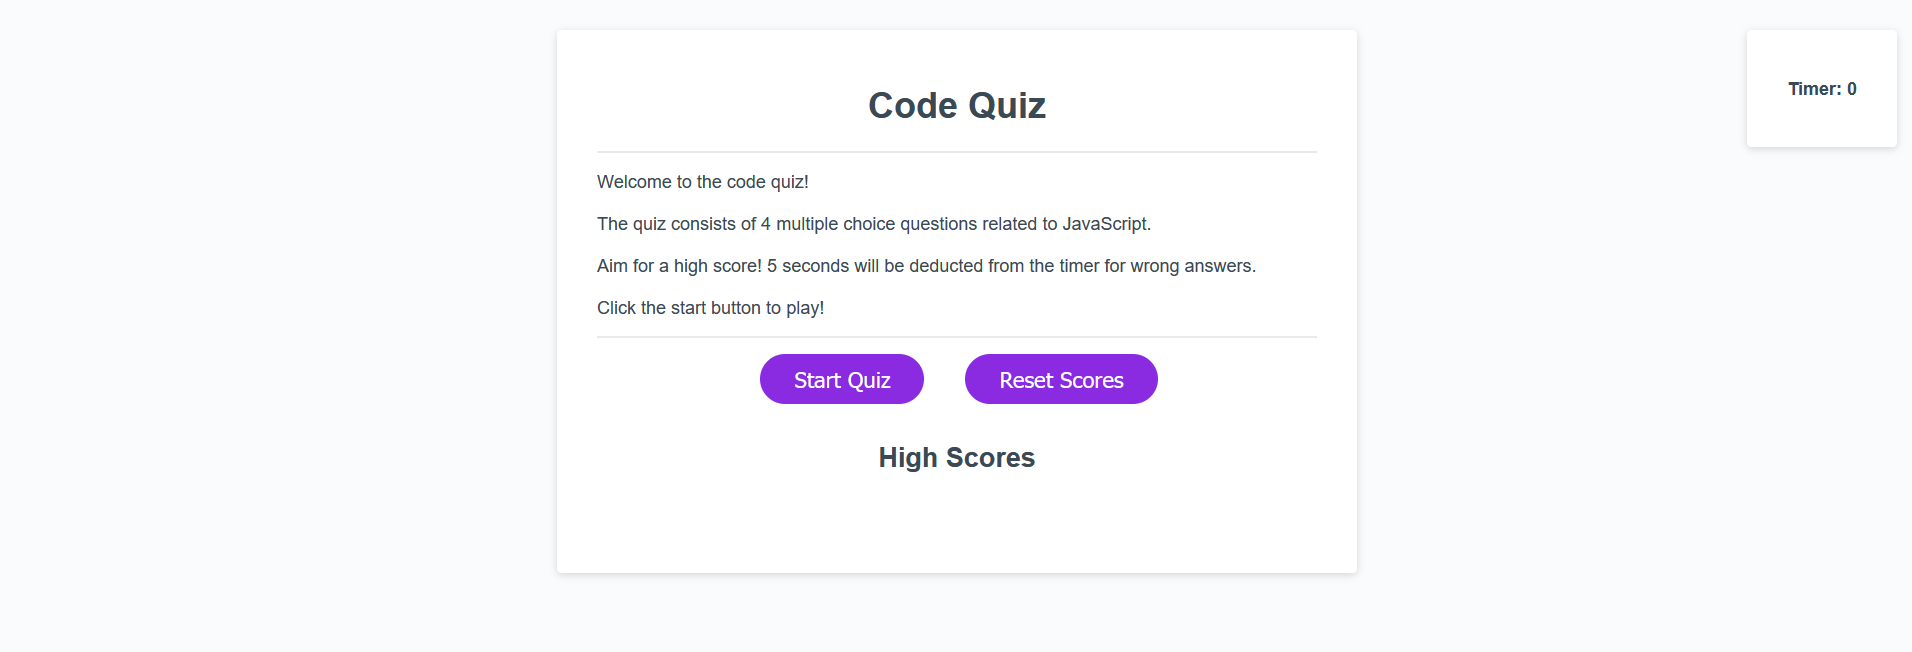 Code Quiz
Timer: 0
Welcome to the code quiz!
The quiz consists of 4 multiple choice questions related to JavaScript.
Aim for a high score! 5 seconds will be deducted from the timer for wrong answers.
Click the start button to play!
Start Quiz
Reset Scores
High Scores